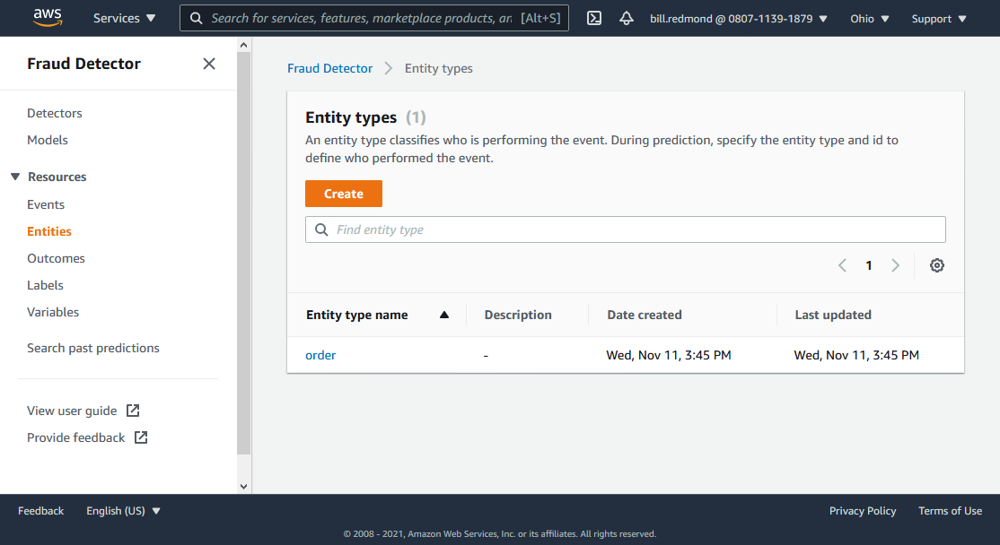 aws Services Search for services, features, marketplace products, an [Alt+S] bill.redmond @ 0807-1139-1879 Ohio Support
Fraud Detector
Detectors
Models
Resources
Events
Entities
Outcomes
Labels
Variables
Search past predictions
View user guide
Provide feedback
Fraud Detector Entity types
Entity types (1)
An entity type classifies who is performing the event. During prediction, specify the entity type and id to
define who performed the event.
Create
Find entity type
1
Entity type name Description Date created Last updated
order - Wed, Nov 11, 3:45 PM Wed, Nov 11, 3:45 PM
Feedback English (US) Privacy Policy Terms of Use
© 2008 - 2021, Amazon Web Services, Inc. or its affiliates. All rights reserved.